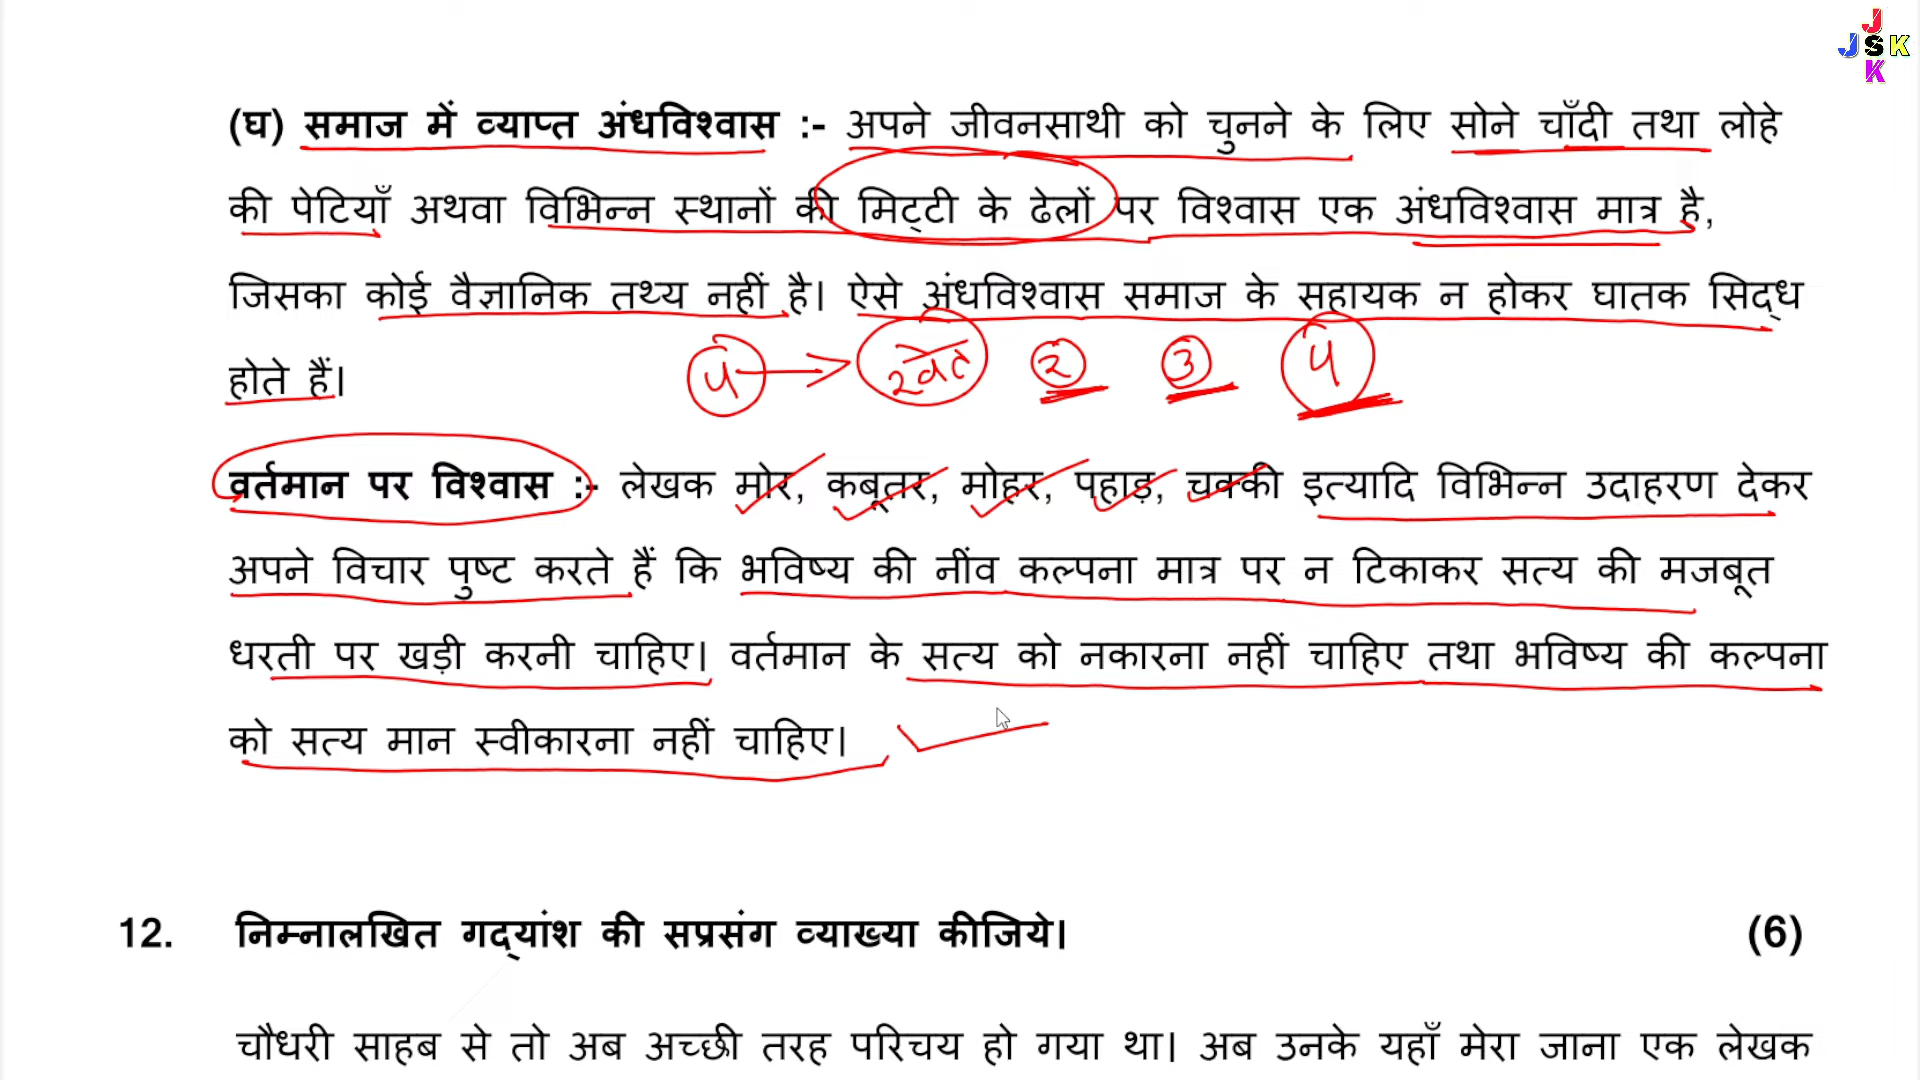 J
J S K
K
(घ) समाज में व्याप्त अंधविश्वास :- अपने जीवनसाथी को चुनने के लिए सोने चाँदी तथा लोहे
की पेटियाँ अथवा विभिन्न स्थानों की मिट्टी के ढेलों पर विश्वास एक अंधविश्वास मात्र है,
जिसका कोई वैज्ञानिक तथ्य नहीं है। ऐसे अंधविश्वास समाज के सहायक न होकर घातक सिद्ध
होते हैं।
२ ३ ५
वर्तमान पर विश्वास :- लेखक मोर, कबूतर, मोहर, पहाड़, चक्की इत्यादि विभिन्न उदाहरण देकर
अपने विचार पुष्ट करते हैं कि भविष्य की नींव कल्पना मात्र पर न टिकाकर सत्य की मजबूत
धरती पर खड़ी करनी चाहिए। वर्तमान के सत्य को नकारना नहीं चाहिए तथा भविष्य की कल्पना
को सत्य मान स्वीकारना नहीं चाहिए।
12. निम्नालखित गद्यांश की सप्रसंग व्याख्या कीजिये। (6)
चौधरी साहब से तो अब अच्छी तरह परिचय हो गया था। अब उनके यहाँ मेरा जाना एक लेखक